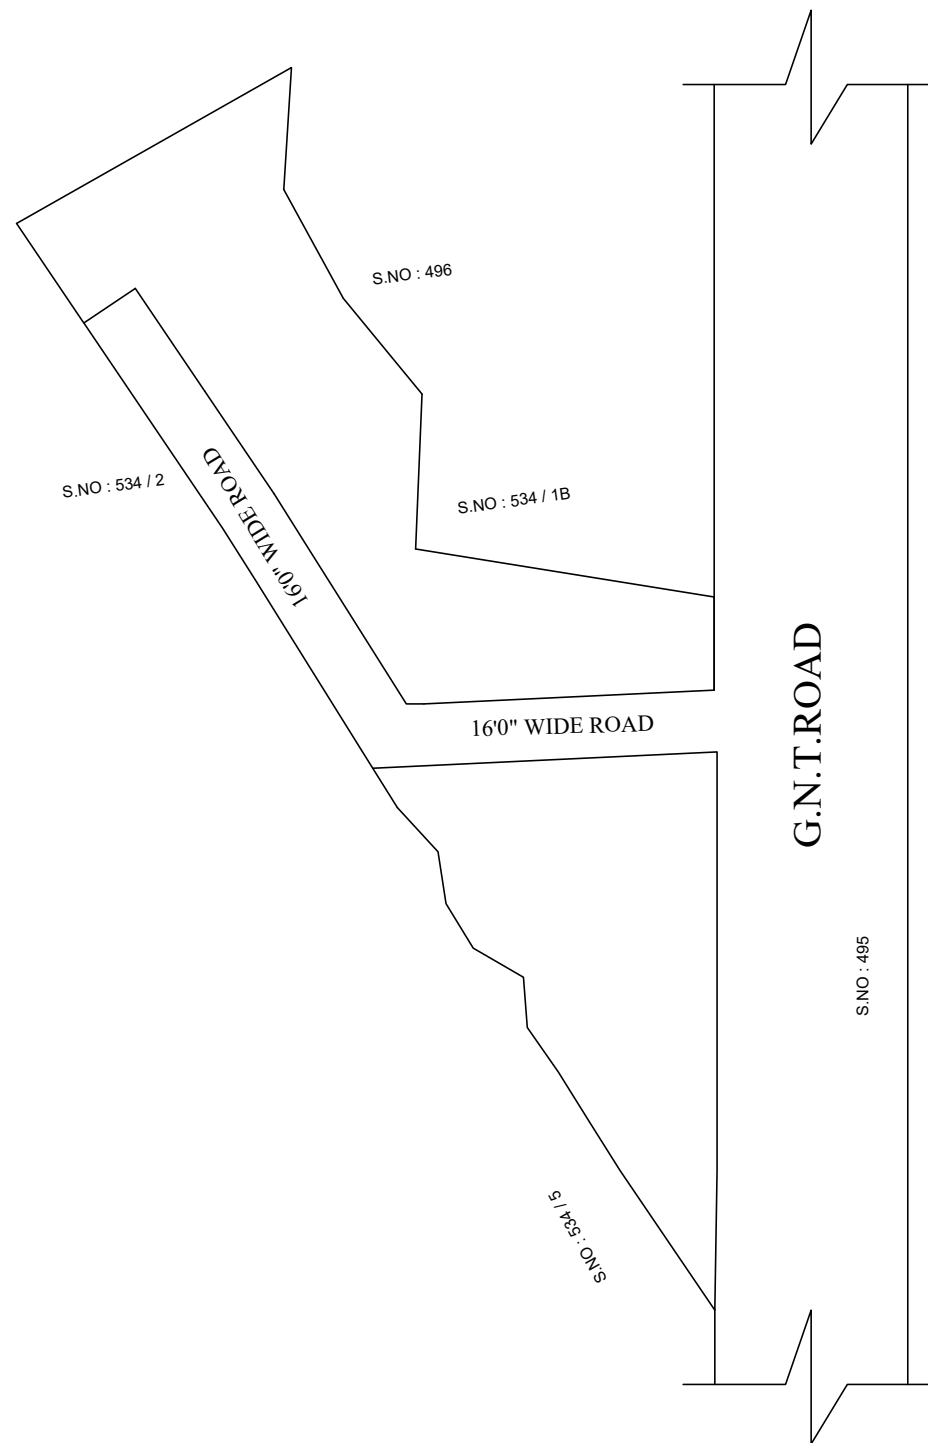 S.NO : 496
S.NO : 534 / 2
16'0" WIDE ROAD
S.NO : 534 / 1B
16'0" WIDE ROAD
G.N.T.ROAD
S.NO : 495
S.NO : 534 / 5